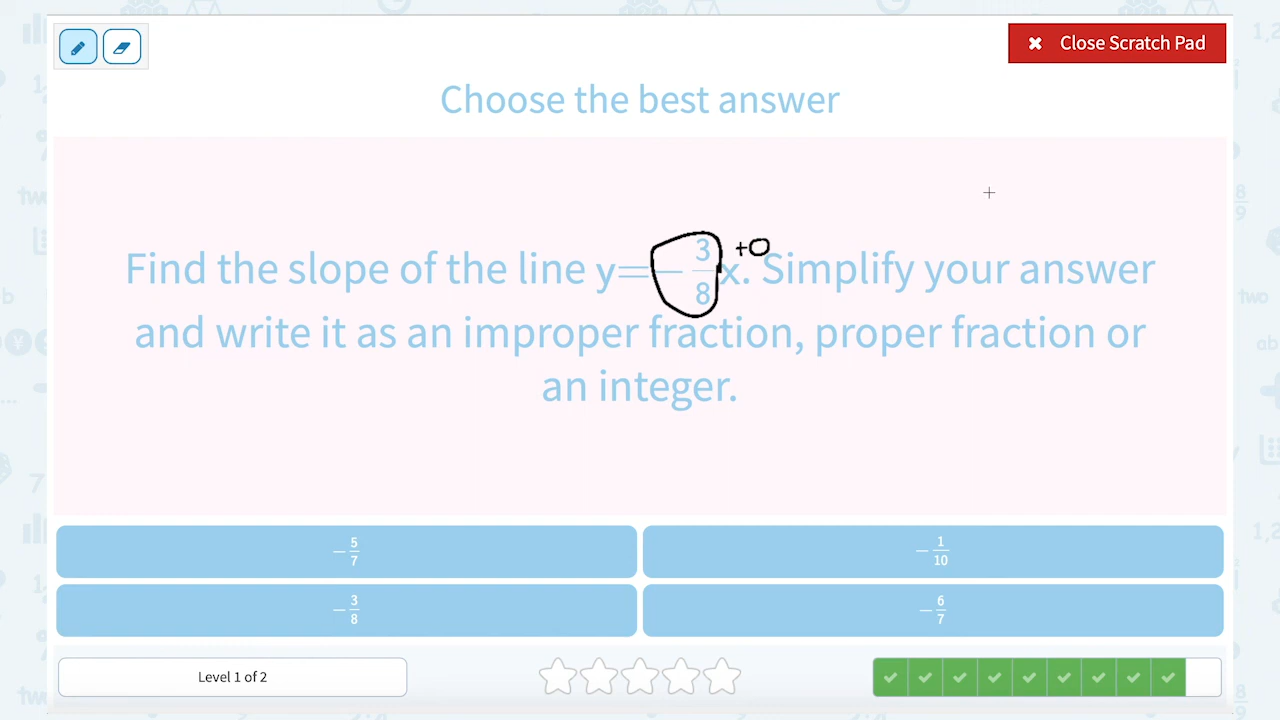 Close Scratch Pad
Choose the best answer
Find the slope of the line y=-3/8x. +0 Simplify your answer
and write it as an improper fraction, proper fraction or
an integer.
-5/7
-1/10
-3/8
-6/7
Level 1 of 2